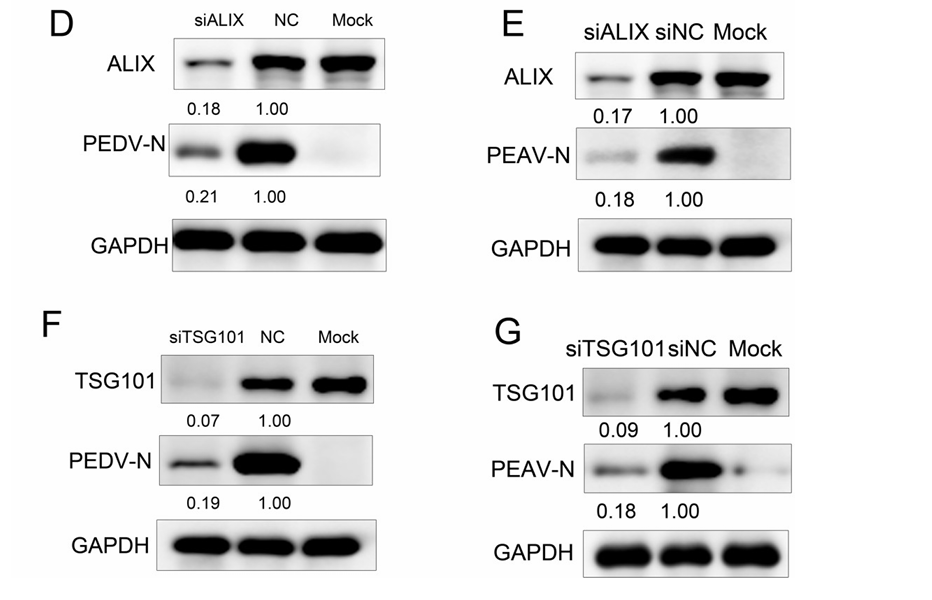 D
siALIX NC Mock
ALIX
0.18 1.00
PEDV-N
0.21 1.00
GAPDH
E
siALIX siNC Mock
ALIX
0.17 1.00
PEAV-N
0.18 1.00
GAPDH
F
siTSG101 NC Mock
TSG101
0.07 1.00
PEDV-N
0.19 1.00
GAPDH
G
siTSG101 siNC Mock
TSG101
0.09 1.00
PEAV-N
0.18 1.00
GAPDH